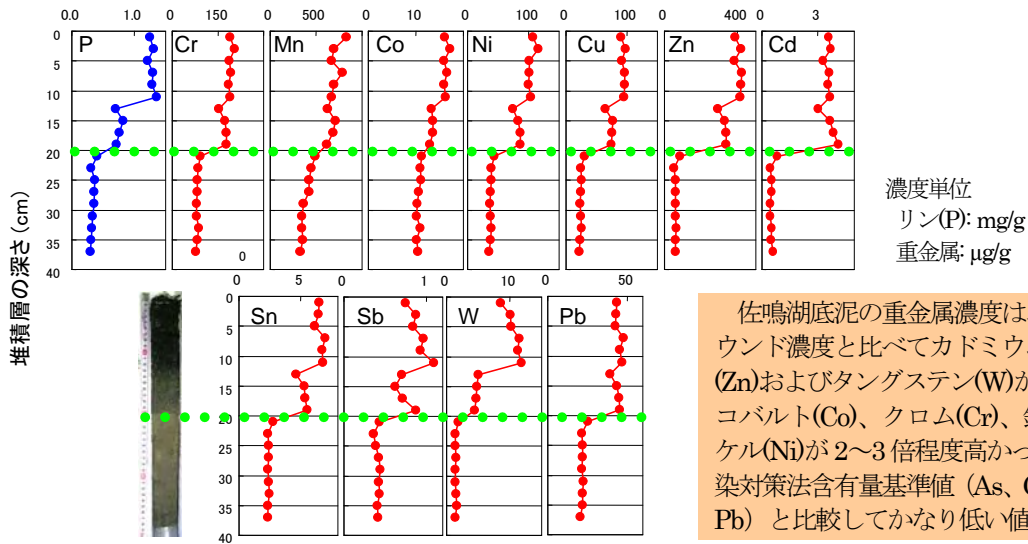 0.0 1.0 0 150 0 500 0 10 0 100 0 100 0 400 0.0 3
0 P Cr Mn Co Ni Cu Zn Cd
5
10
15
20
25
30
35
40
0
堆積層の深さ(cm)
濃度単位
リン(P): mg/g
重金属: μg/g
0 5 0 1 0 10 0 50
0 Sn Sb W Pb
5
10
15
20
25
30
35
40
佐鳴湖底泥の重金属濃度は
ウンド濃度と比べてカドミウ
(Zn)およびタングステン(W)か
コバルト(Co)、クロム(Cr)、
ケル(Ni)が 2〜3 倍程度高かっ
染対策法含有量基準値（As、
Pb）と比較してかなり低い値